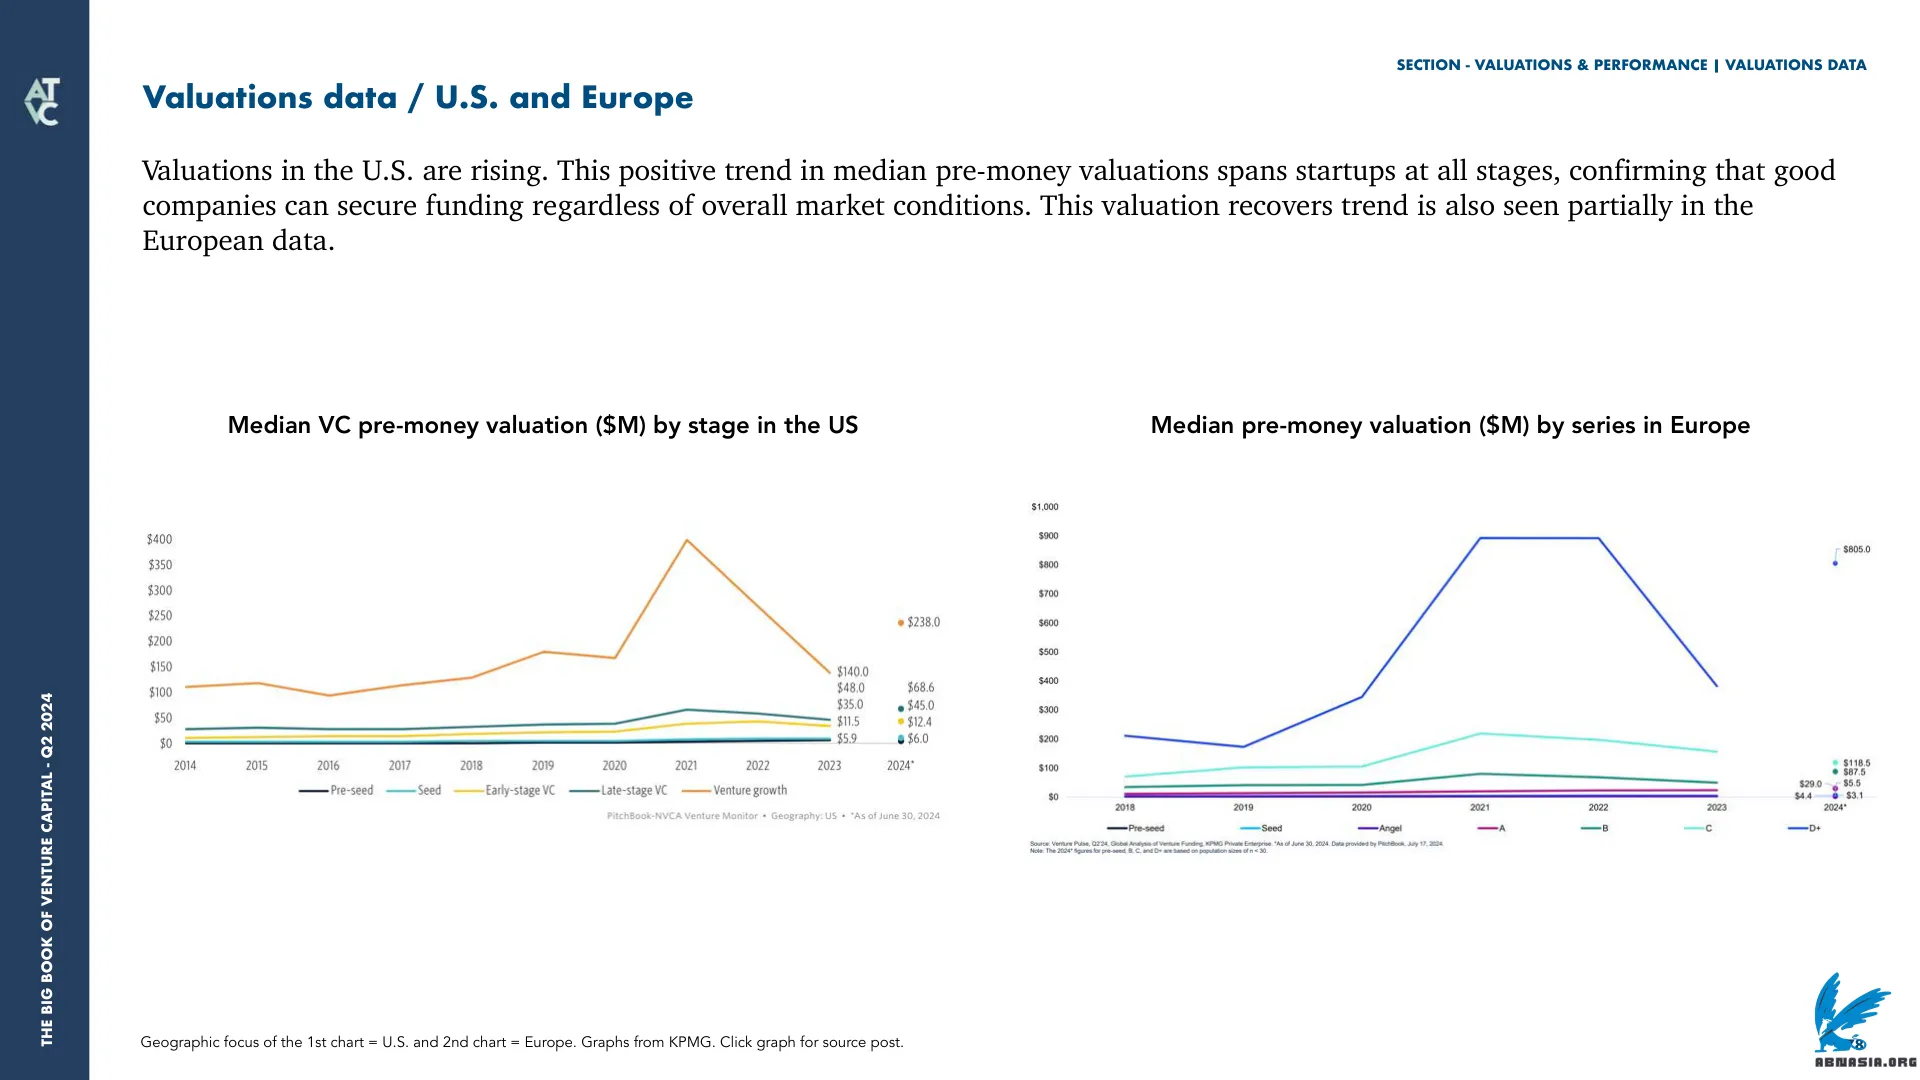 AT
VC
THE BIG BOOK OF VENTURE CAPITAL - Q2 2024
SECTION - VALUATIONS & PERFORMANCE | VALUATIONS DATA
Valuations data / U.S. and Europe
Valuations in the U.S. are rising. This positive trend in median pre-money valuations spans startups at all stages, confirming that good
companies can secure funding regardless of overall market conditions. This valuation recovers trend is also seen partially in the
European data.
Median VC pre-money valuation ($M) by stage in the US
$400
$350
$300
$250
$200
$150
$100
$50
$0
$140.0
$48.0
$35.0
$11.5
$5.9
$238.0
$68.6
$45.0
$12.4
$6.0
2014 2015 2016 2017 2018 2019 2020 2021 2022 2023 2024*
Pre-seed Seed Early-stage VC Late-stage VC Venture growth
PitchBook-NVCA Venture Monitor • Geography: US • *As of June 30, 2024
Median pre-money valuation ($M) by series in Europe
$1,000
$900
$800
$700
$600
$500
$400
$300
$200
$100
$0
$805.0
$118.5
$87.5
$29.0 $5.5
$4.4 $3.1
2018 2019 2020 2021 2022 2023 2024*
Pre-seed Seed Angel A B C D+
Source: Venture Pulse, Q2'24, Global Analysis of Venture Funding, KPMG Private Enterprise. *As of June 30, 2024. Data provided by PitchBook, July 17, 2024.
Note: The 2024* figures for pre-seed, B, C, and D+ are based on population sizes of n < 30.
Geographic focus of the 1st chart = U.S. and 2nd chart = Europe. Graphs from KPMG. Click graph for source post.
ABNASIA.ORG